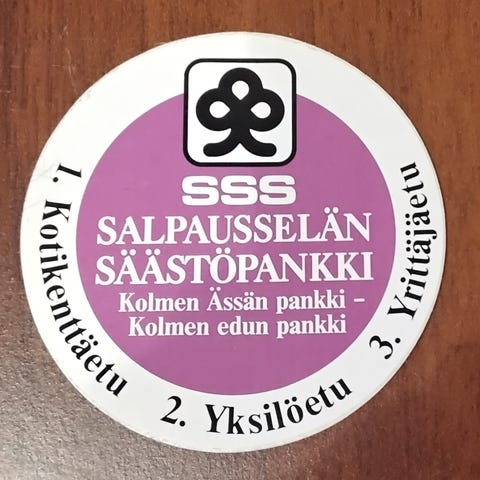 SSS
SALPAUSSELÄN
SÄÄSTÖPANKKI
Kolmen Ässän pankki –
Kolmen edun pankki
1. Kotikenttäetu
2. Yksilöetu
3. Yrittäjäetu